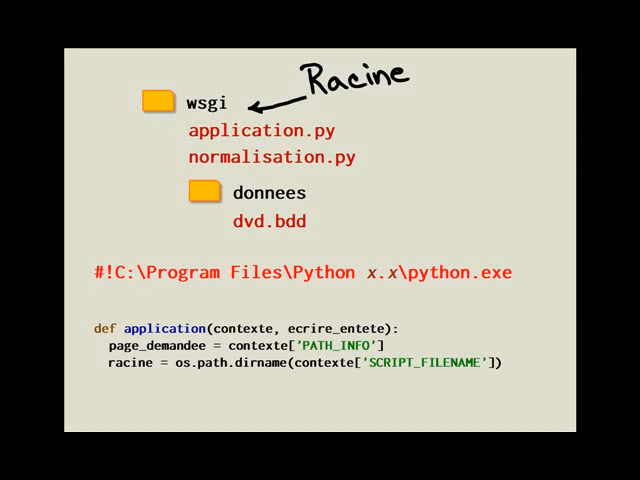 Racine
wsgi
application.py
normalisation.py
donnees
dvd.bdd
#!C:\Program Files\Python x.x\python.exe
def application(contexte, ecrire_entete):
page_demandee = contexte['PATH_INFO']
racine = os.path.dirname(contexte['SCRIPT_FILENAME'])